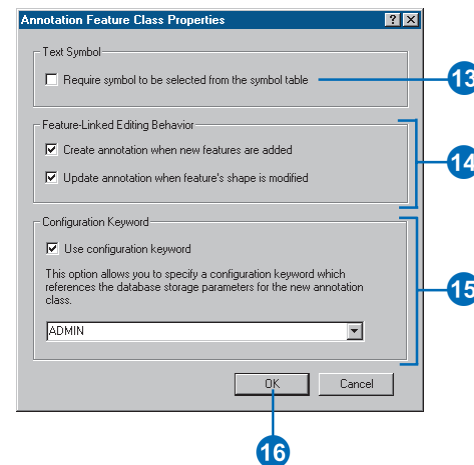 Annotation Feature Class Properties
Text Symbol
Require symbol to be selected from the symbol table
13
Feature-Linked Editing Behavior
Create annotation when new features are added
Update annotation when feature's shape is modified
14
Configuration Keyword
Use configuration keyword
This option allows you to specify a configuration keyword which
references the database storage parameters for the new annotation
class.
15
ADMIN
OK
Cancel
16